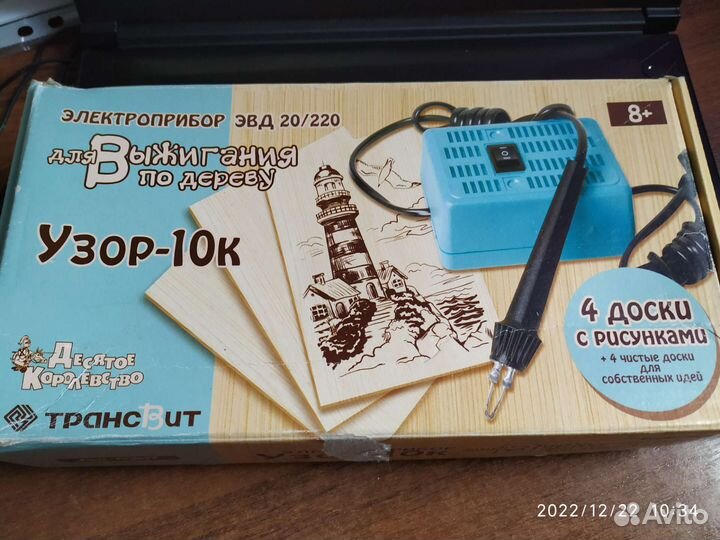 ЭЛЕКТРОПРИБОР ЭВД 20/220
8+
для Выжигания
по дереву
Узор-10к
4 доски
с рисунками
+ 4 чистые доски
для
собственных идей
Десятое
Королевство
ТРАНСВИТ
2022/12/22 10:34
Avito